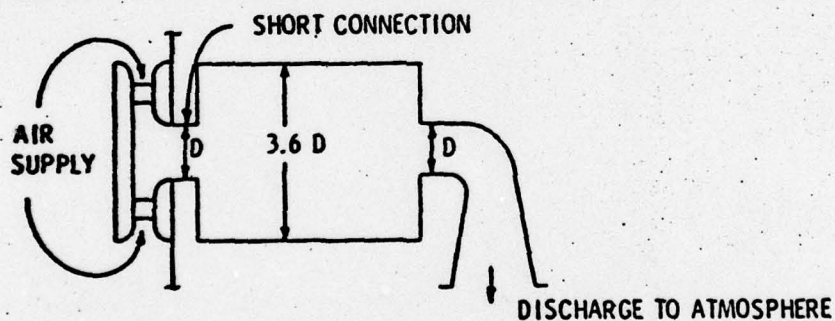 SHORT CONNECTION
AIR
SUPPLY
D
3.6 D
D
DISCHARGE TO ATMOSPHERE